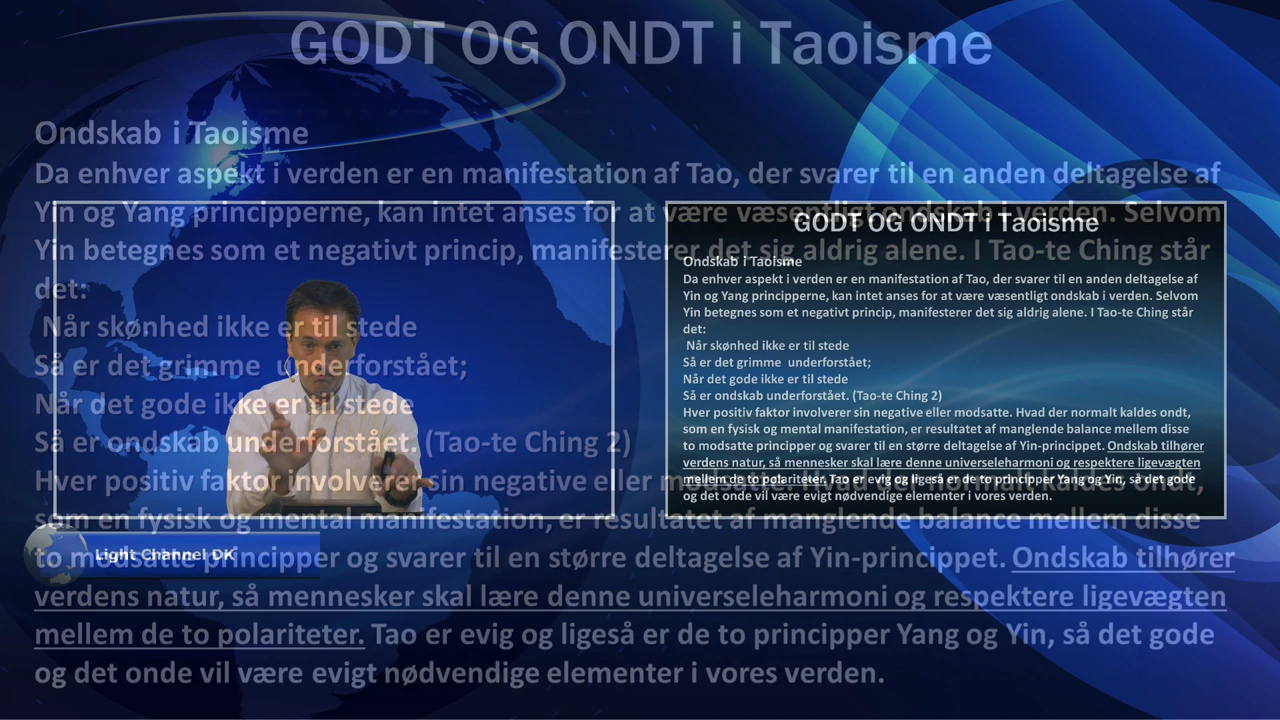 GODT OG ONDT i Taoisme
Ondskab i Taoisme
Da enhver aspekt i verden er en manifestation af Tao, der svarer til en anden deltagelse af
Yin og Yang principperne, kan intet anses for at være væsentligt ondskab i verden. Selvom
Yin betegnes som et negativt princip, manifesterer det sig aldrig alene. I Tao-te Ching står
det:
Når skønhed ikke er til stede
Så er det grimme underforstået;
Når det gode ikke er til stede
Så er ondskab underforstået. (Tao-te Ching 2)
Hver positiv faktor involverer sin negative eller modsatte. Hvad der normalt kaldes ondt,
som en fysisk og mental manifestation, er resultatet af manglende balance mellem disse
to modsatte principper og svarer til en større deltagelse af Yin-princippet. Ondskab tilhører
verdens natur, så mennesker skal lære denne universeleharmoni og respektere ligevægten
mellem de to polariteter. Tao er evig og ligeså er de to principper Yang og Yin, så det gode
og det onde vil være evigt nødvendige elementer i vores verden.
GODT OG ONDT i Taoisme
Ondskab i Taoisme
Da enhver aspekt i verden er en manifestation af Tao, der svarer til en anden deltagelse af
Yin og Yang principperne, kan intet anses for at være væsentligt ondskab i verden. Selvom
Yin betegnes som et negativt princip, manifesterer det sig aldrig alene. I Tao-te Ching står
det:
Når skønhed ikke er til stede
Så er det grimme underforstået;
Når det gode ikke er til stede
Så er ondskab underforstået. (Tao-te Ching 2)
Hver positiv faktor involverer sin negative eller modsatte. Hvad der normalt kaldes ondt,
som en fysisk og mental manifestation, er resultatet af manglende balance mellem disse
to modsatte principper og svarer til en større deltagelse af Yin-princippet. Ondskab tilhører
verdens natur, så mennesker skal lære denne universeleharmoni og respektere ligevægten
mellem de to polariteter. Tao er evig og ligeså er de to principper Yang og Yin, så det gode
og det onde vil være evigt nødvendige elementer i vores verden.
Light Channel DK